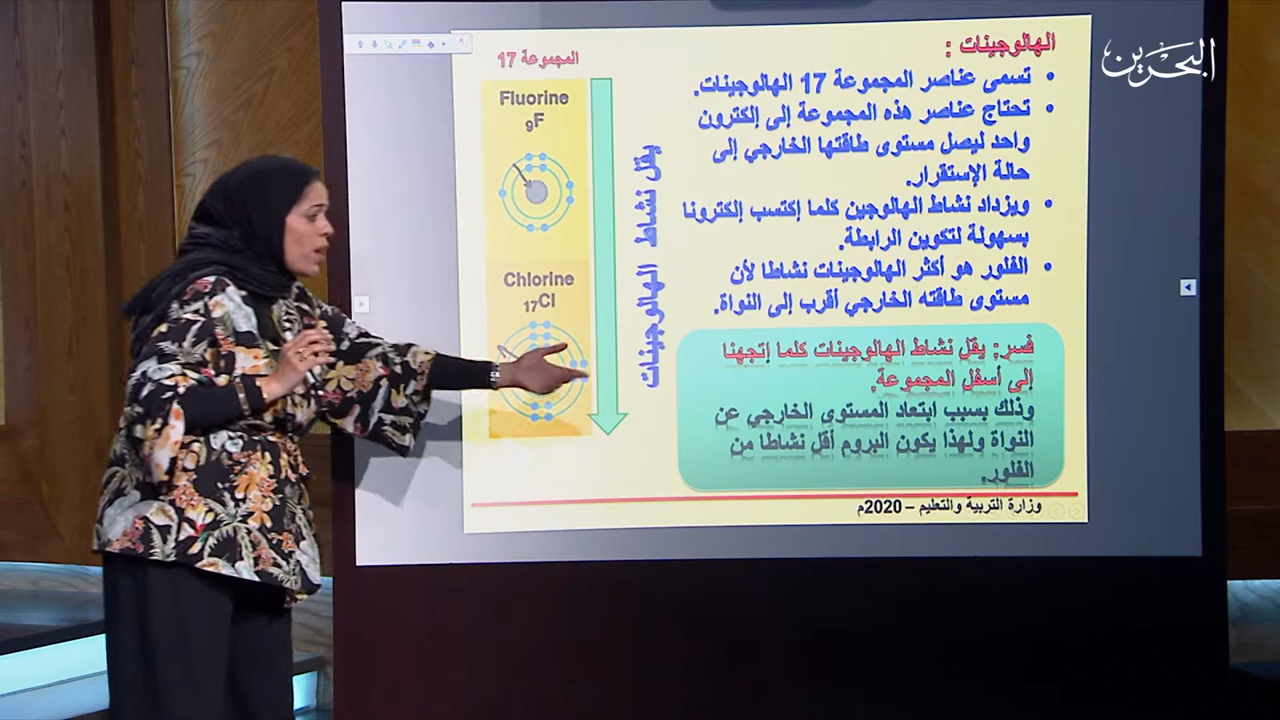 البحرين
الهالوجينات :
• تسمى عناصر المجموعة 17 الهالوجينات.
• تحتاج عناصر هذه المجموعة إلى إلكترون
واحد ليصل مستوى طاقتها الخارجي إلى
حالة الإستقرار.
• ويزداد نشاط الهالوجين كلما إكتسب إلكترونا
بسهولة لتكوين الرابطة.
• الفلور هو أكثر الهالوجينات نشاطا لأن
مستوى طاقته الخارجي أقرب إلى النواة.
فسر: يقل نشاط الهالوجينات كلما إتجهنا
إلى أسفل المجموعة.
وذلك بسبب ابتعاد المستوى الخارجي عن
النواة ولهذا يكون البروم أقل نشاطا من
الفلور.
يقل نشاط الهالوجينات
المجموعة 17
Fluorine
9F
Chlorine
17Cl
وزارة التربية والتعليم – 2020م